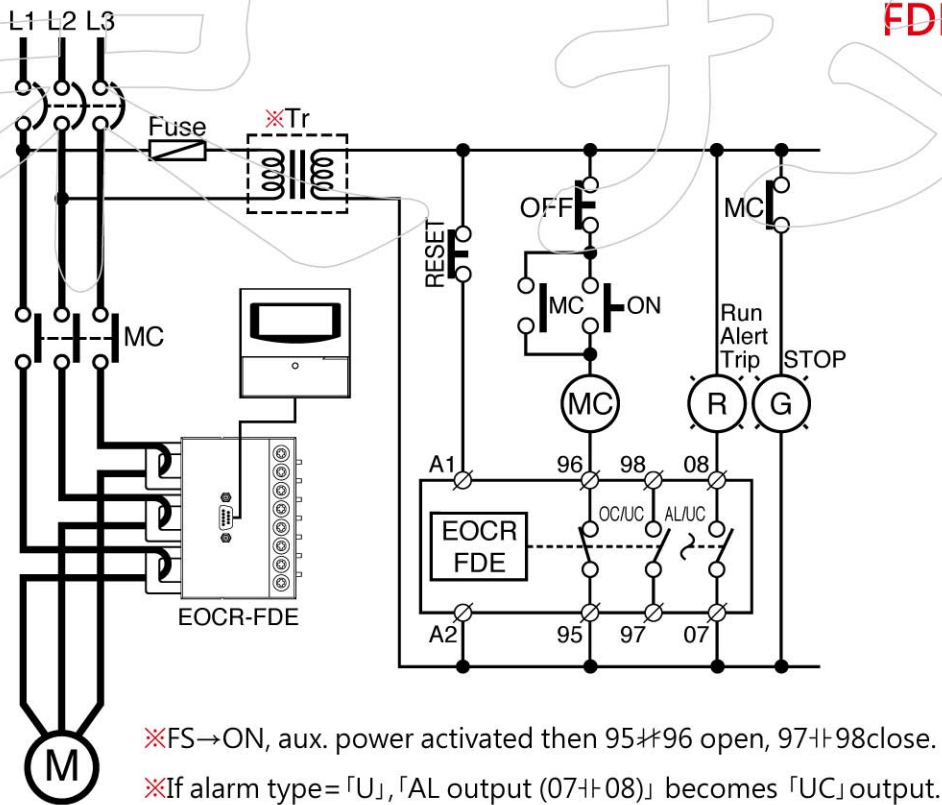 L1 L2 L3
Fuse
※Tr
RESET
OFF
MC
MC
ON
MC
Run
Alert
Trip
STOP
MC
R
G
A1
96
98
08
OC/UC
AL/UC
EOCR
FDE
EOCR-FDE
A2
95
97
07
M
※FS→ON, aux. power activated then 95⫲96 open, 97⊣⊢98close.
※If alarm type=「U」,「AL output (07⊣⊢08)」 becomes 「UC」output.